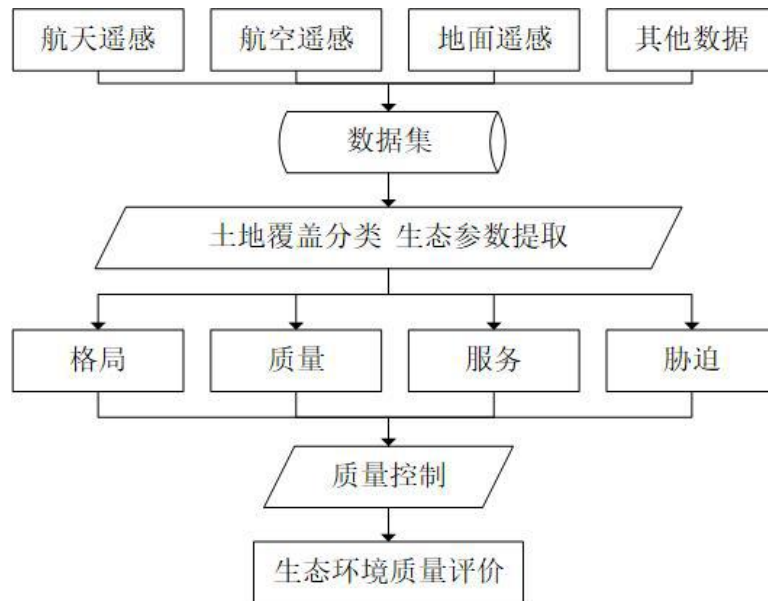 航天遥感 航空遥感 地面遥感 其他数据
数据集
土地覆盖分类 生态参数提取
格局 质量 服务 胁迫
质量控制
生态环境质量评价